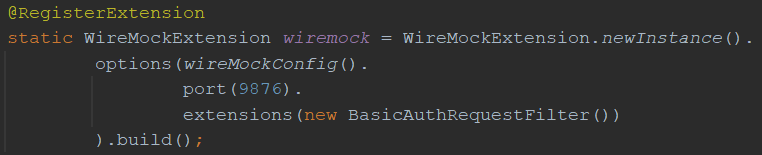 @RegisterExtension
static WireMockExtension wiremock = WireMockExtension.newInstance().
options(wireMockConfig().
port(9876).
extensions(new BasicAuthRequestFilter())
).build();